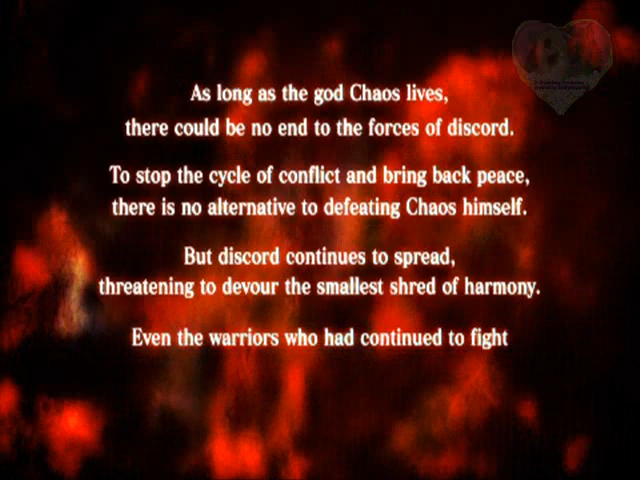 As long as the god Chaos lives,
there could be no end to the forces of discord.
To stop the cycle of conflict and bring back peace,
there is no alternative to defeating Chaos himself.
But discord continues to spread,
threatening to devour the smallest shred of harmony.
Even the warriors who had continued to fight